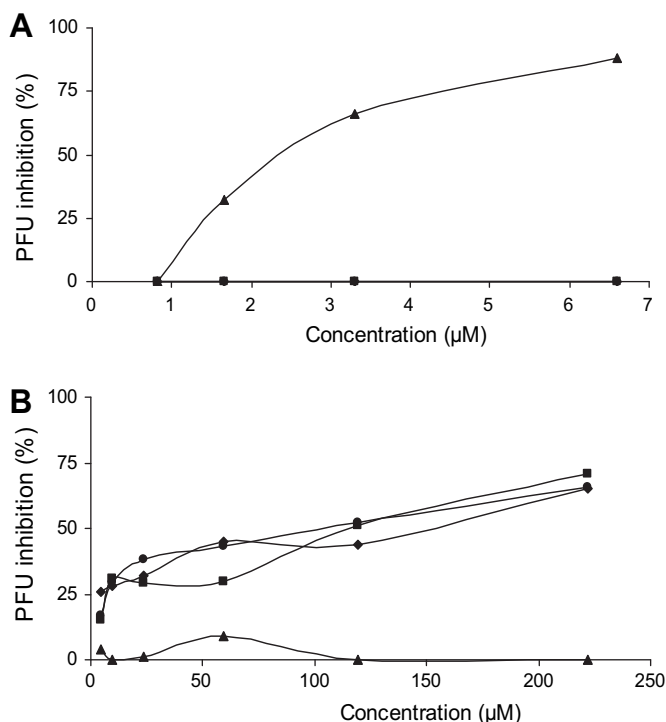 A
PFU inhibition (%)
100
75
50
25
0
0 1 2 3 4 5 6 7
Concentration (µM)
B
PFU inhibition (%)
100
75
50
25
0
0 50 100 150 200 250
Concentration (µM)